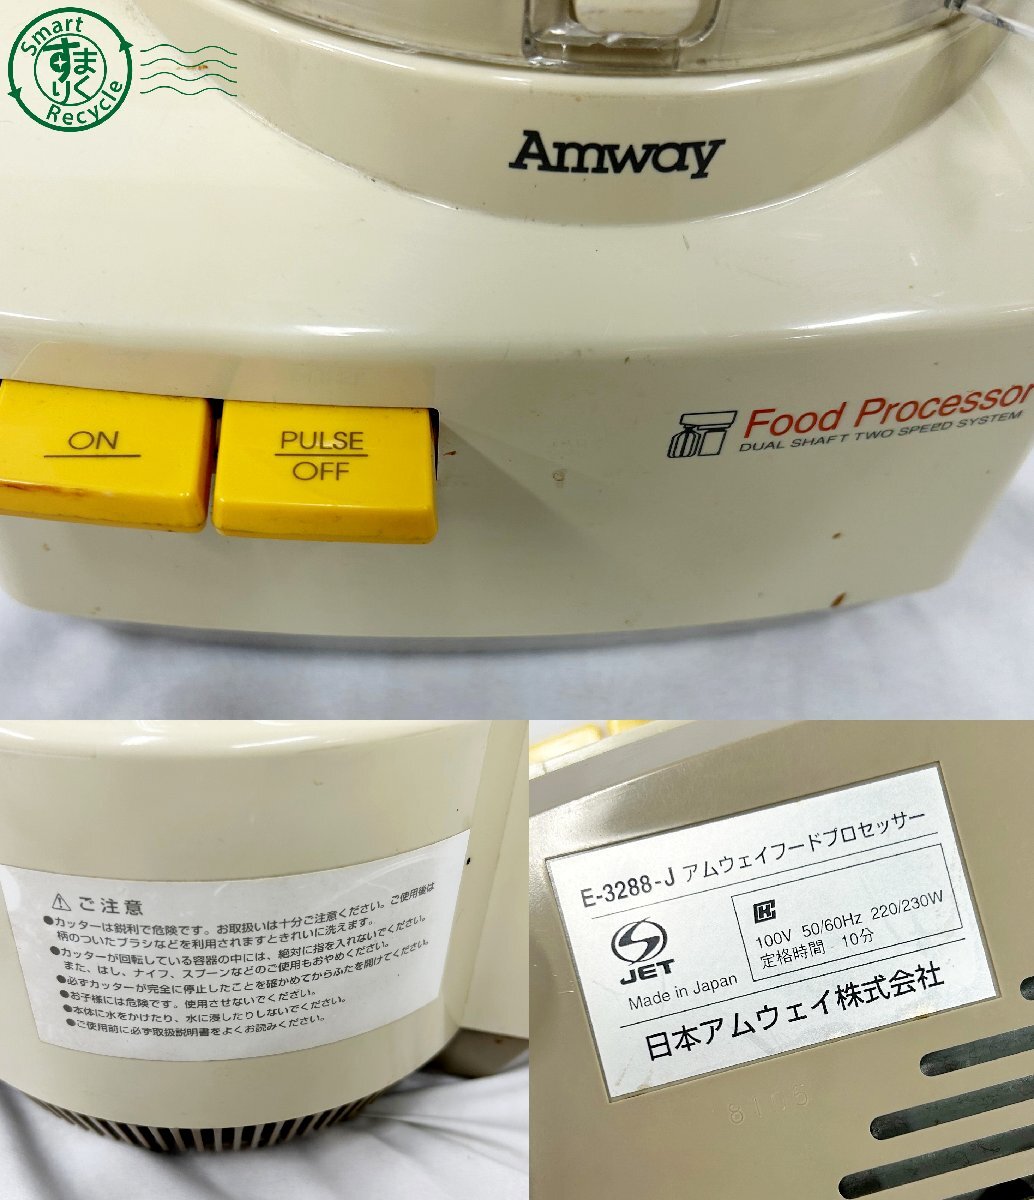 Smart
すまりく
Recycle
Amway
ON
PULSE
OFF
Food Processor
DUAL SHAFT TWO SPEED SYSTEM
⚠ ご注意
●カッターは鋭利で危険です。お取扱いは十分ご注意ください。ご使用後は
柄のついたブラシなどを利用されますときれいに洗えます。
●カッターが回転している容器の中には、絶対に指を入れないでください。
また、はし、ナイフ、スプーンなどのご使用もおやめください。
●必ずカッターが完全に停止したことを確かめてからふたを開けてください。
●お子様には危険です。使用させないでください。
●本体に水をかけたり、水に浸したりしないでください。
●ご使用前に必ず取扱説明書をよくお読みください。
E-3288-J アムウェイフードプロセッサー
JET
Made in Japan
100V 50/60Hz 220/230W
定格時間 10分
日本アムウェイ株式会社